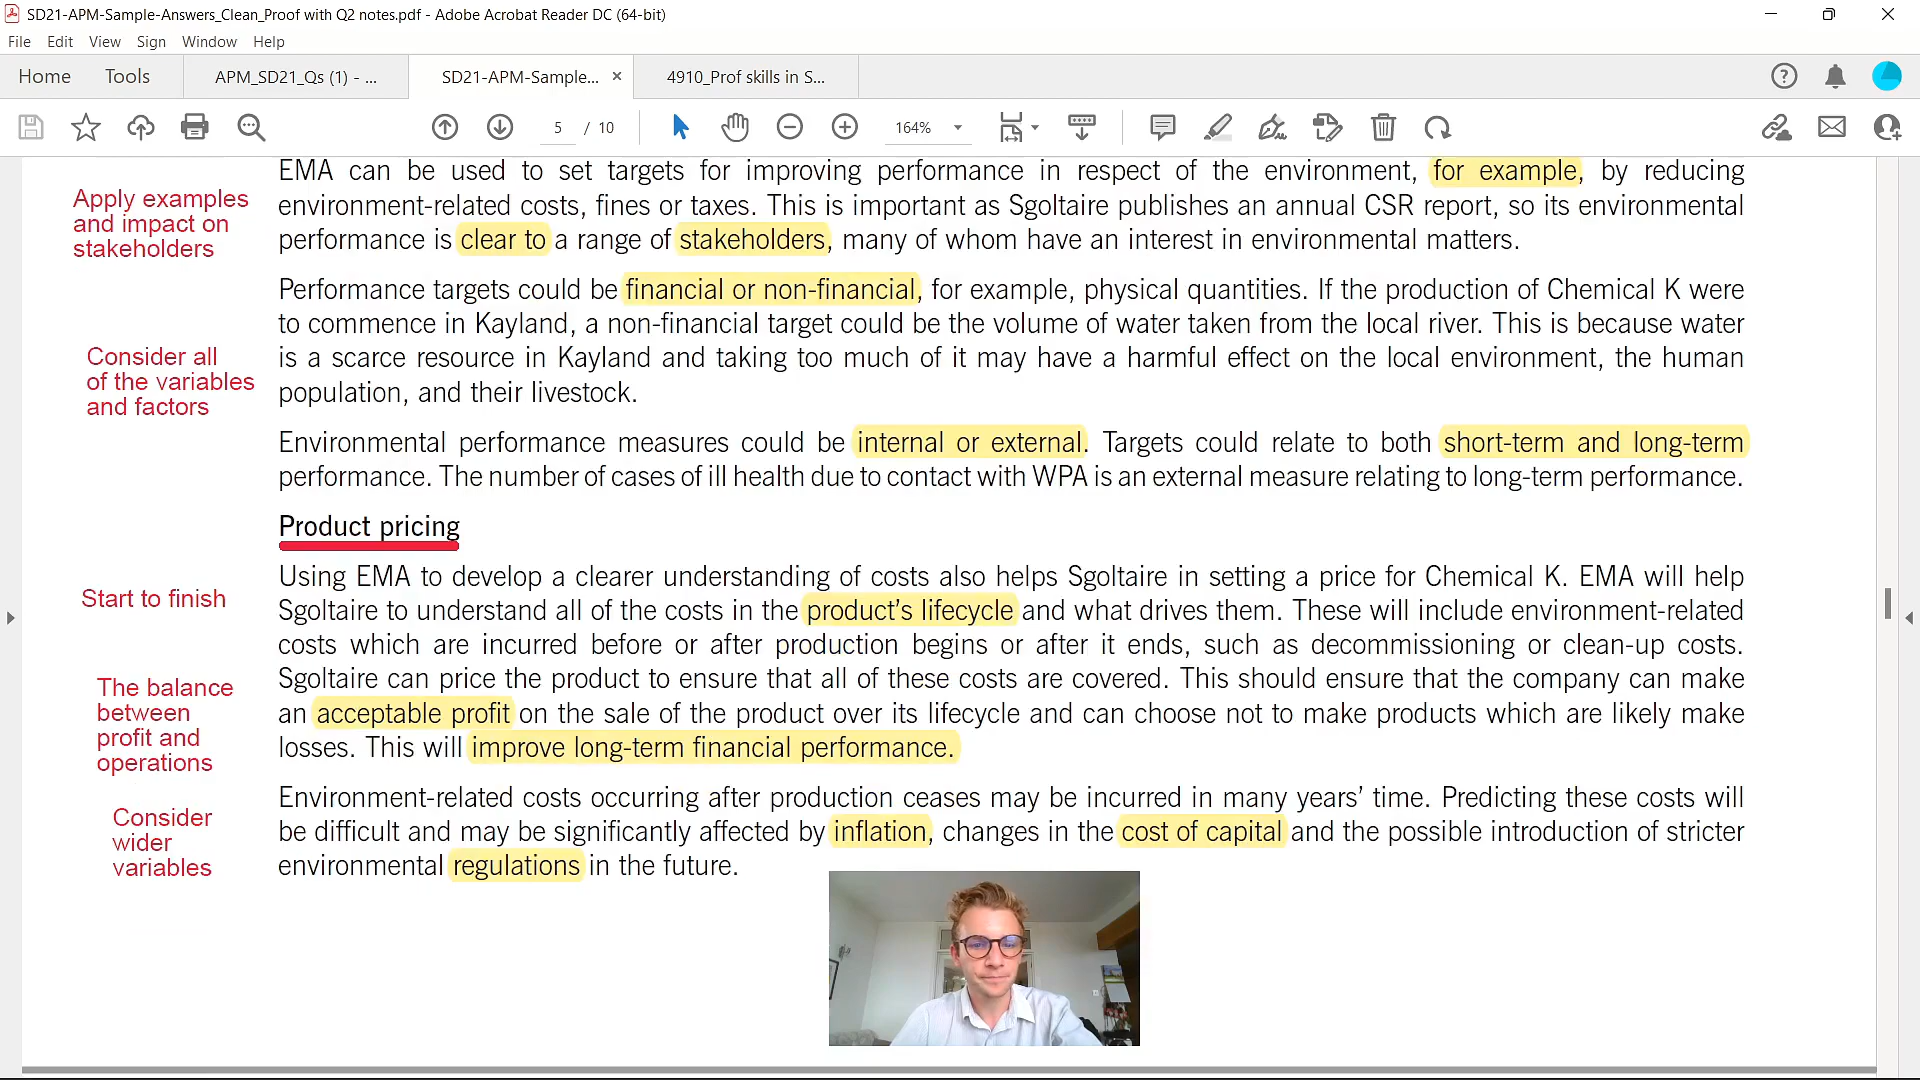 SD21-APM-Sample-Answers_Clean_Proof with Q2 notes.pdf - Adobe Acrobat Reader DC (64-bit)
File Edit View Sign Window Help
Home Tools APM_SD21_Qs (1) - ... SD21-APM-Sample... × 4910_Prof skills in S...
5 / 10 164%
EMA can be used to set targets for improving performance in respect of the environment, for example, by reducing
environment-related costs, fines or taxes. This is important as Sgoltaire publishes an annual CSR report, so its environmental
performance is clear to a range of stakeholders, many of whom have an interest in environmental matters.
Apply examples
and impact on
stakeholders
Performance targets could be financial or non-financial, for example, physical quantities. If the production of Chemical K were
to commence in Kayland, a non-financial target could be the volume of water taken from the local river. This is because water
is a scarce resource in Kayland and taking too much of it may have a harmful effect on the local environment, the human
population, and their livestock.
Consider all
of the variables
and factors
Environmental performance measures could be internal or external. Targets could relate to both short-term and long-term
performance. The number of cases of ill health due to contact with WPA is an external measure relating to long-term performance.
Product pricing
Using EMA to develop a clearer understanding of costs also helps Sgoltaire in setting a price for Chemical K. EMA will help
Sgoltaire to understand all of the costs in the product's lifecycle and what drives them. These will include environment-related
costs which are incurred before or after production begins or after it ends, such as decommissioning or clean-up costs.
Sgoltaire can price the product to ensure that all of these costs are covered. This should ensure that the company can make
an acceptable profit on the sale of the product over its lifecycle and can choose not to make products which are likely make
losses. This will improve long-term financial performance.
Start to finish
The balance
between
profit and
operations
Environment-related costs occurring after production ceases may be incurred in many years' time. Predicting these costs will
be difficult and may be significantly affected by inflation, changes in the cost of capital and the possible introduction of stricter
environmental regulations in the future.
Consider
wider
variables